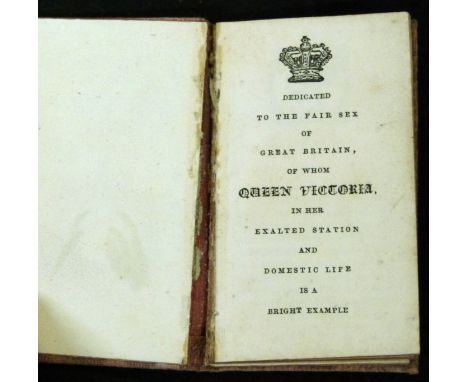 DEDICATED
TO THE FAIR SEX
OF
GREAT BRITAIN,
OF WHOM
QUEEN VICTORIA,
IN HER
EXALTED STATION
AND
DOMESTIC LIFE
IS A
BRIGHT EXAMPLE